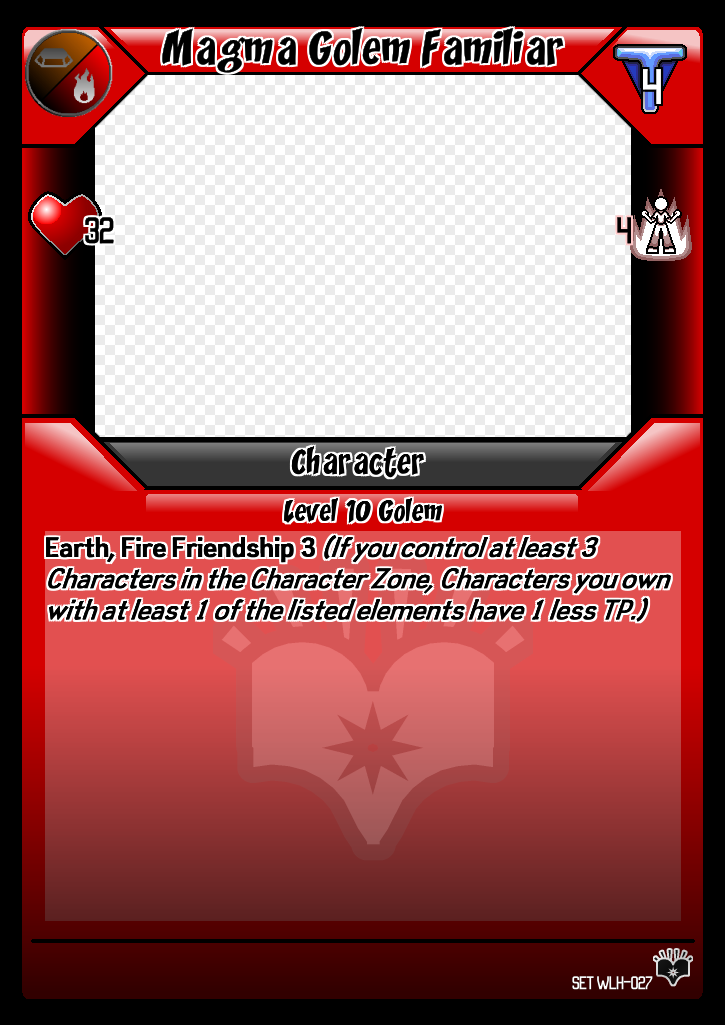 Magma Golem Familiar
4
32
4
Character
Level 10 Golem
Earth, Fire Friendship 3 (If you control at least 3
Characters in the Character Zone, Characters you own
with at least 1 of the listed elements have 1 less TP.)
SET WLH-027